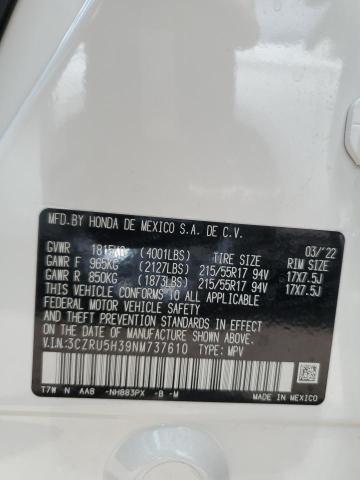 MFD.BY HONDA DE MEXICO S.A. DE C.V.
GVWR 1815KG (4001LBS) TIRE SIZE 03/'22
GAWR F 965KG (2127LBS) 215/55R17 94V 17X7.5J
GAWR R 850KG (1873LBS) 215/55R17 94V 17X7.5J
THIS VEHICLE CONFORMS TO ALL APPLICABLE
FEDERAL MOTOR VEHICLE SAFETY, BUMPER,
AND THEFT PREVENTION STANDARDS IN EFFECT
ON THE DATE OF MANUFACTURE SHOWN ABOVE.
V.I.N.:3CZRU5H39NM737610 TYPE: MPV
T7W N AAB -NH883PX -B -M
MADE IN MEXICO